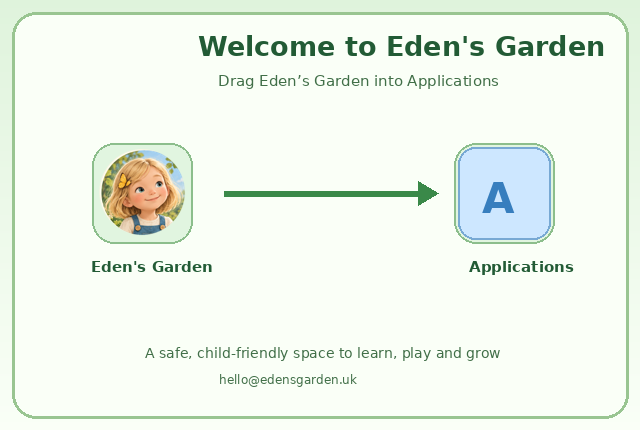 Welcome to Eden's Garden
Drag Eden’s Garden into Applications
A
Eden's Garden
Applications
A safe, child-friendly space to learn, play and grow
hello@edensgarden.uk